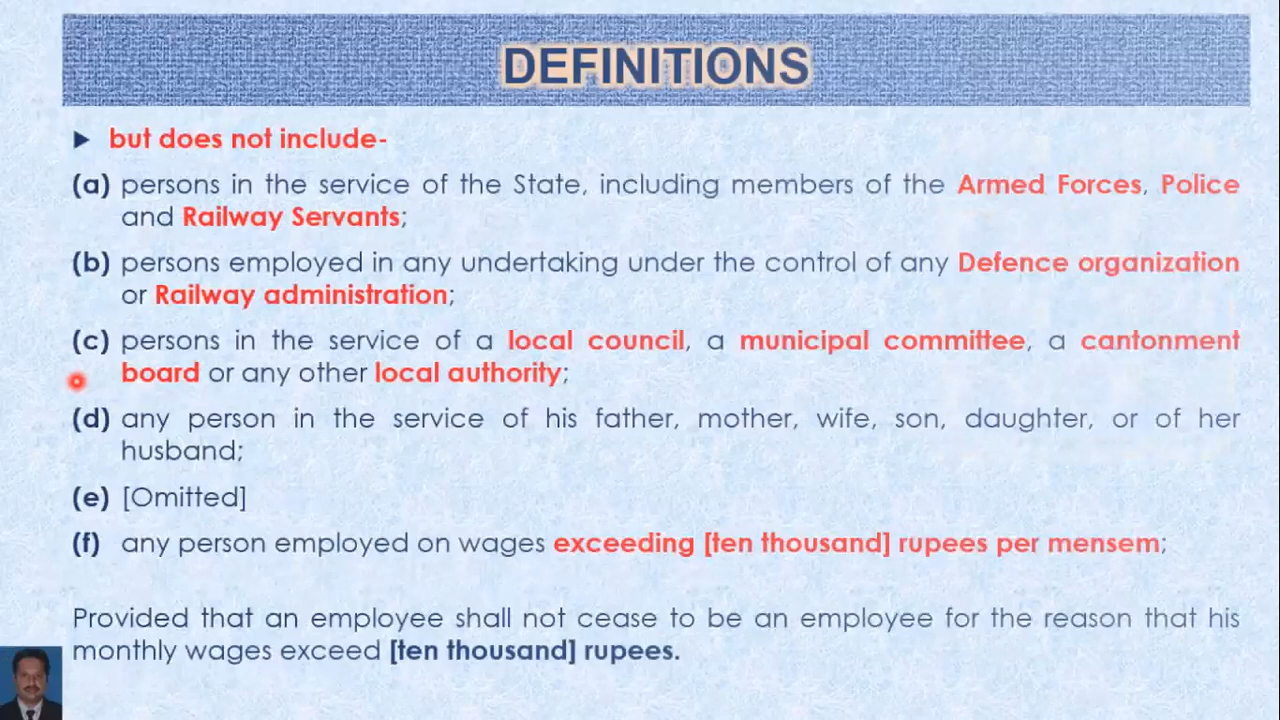 DEFINITIONS
but does not include-
(a) persons in the service of the State, including members of the Armed Forces, Police
and Railway Servants;
(b) persons employed in any undertaking under the control of any Defence organization
or Railway administration;
(c) persons in the service of a local council, a municipal committee, a cantonment
board or any other local authority;
(d) any person in the service of his father, mother, wife, son, daughter, or of her
husband;
(e) [Omitted]
(f) any person employed on wages exceeding [ten thousand] rupees per mensem;
Provided that an employee shall not cease to be an employee for the reason that his
monthly wages exceed [ten thousand] rupees.